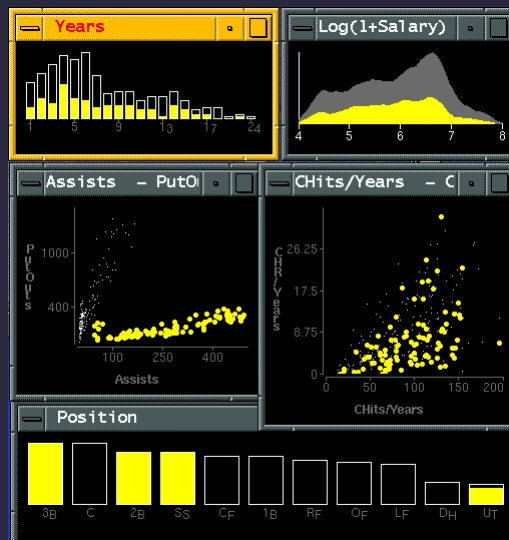 Years
1 5 9 13 17 24
Log(1+Salary)
4 5 6 7 8
Assists - PutO
PutOuts
1000
400
100 400
Assists
CHits/Years - C
CHR/Years
26.25
17.5
8.75
0
0 50 100 150 200
CHits/Years
Position
3B C 2B SS CF 1B RF OF LF DH UT